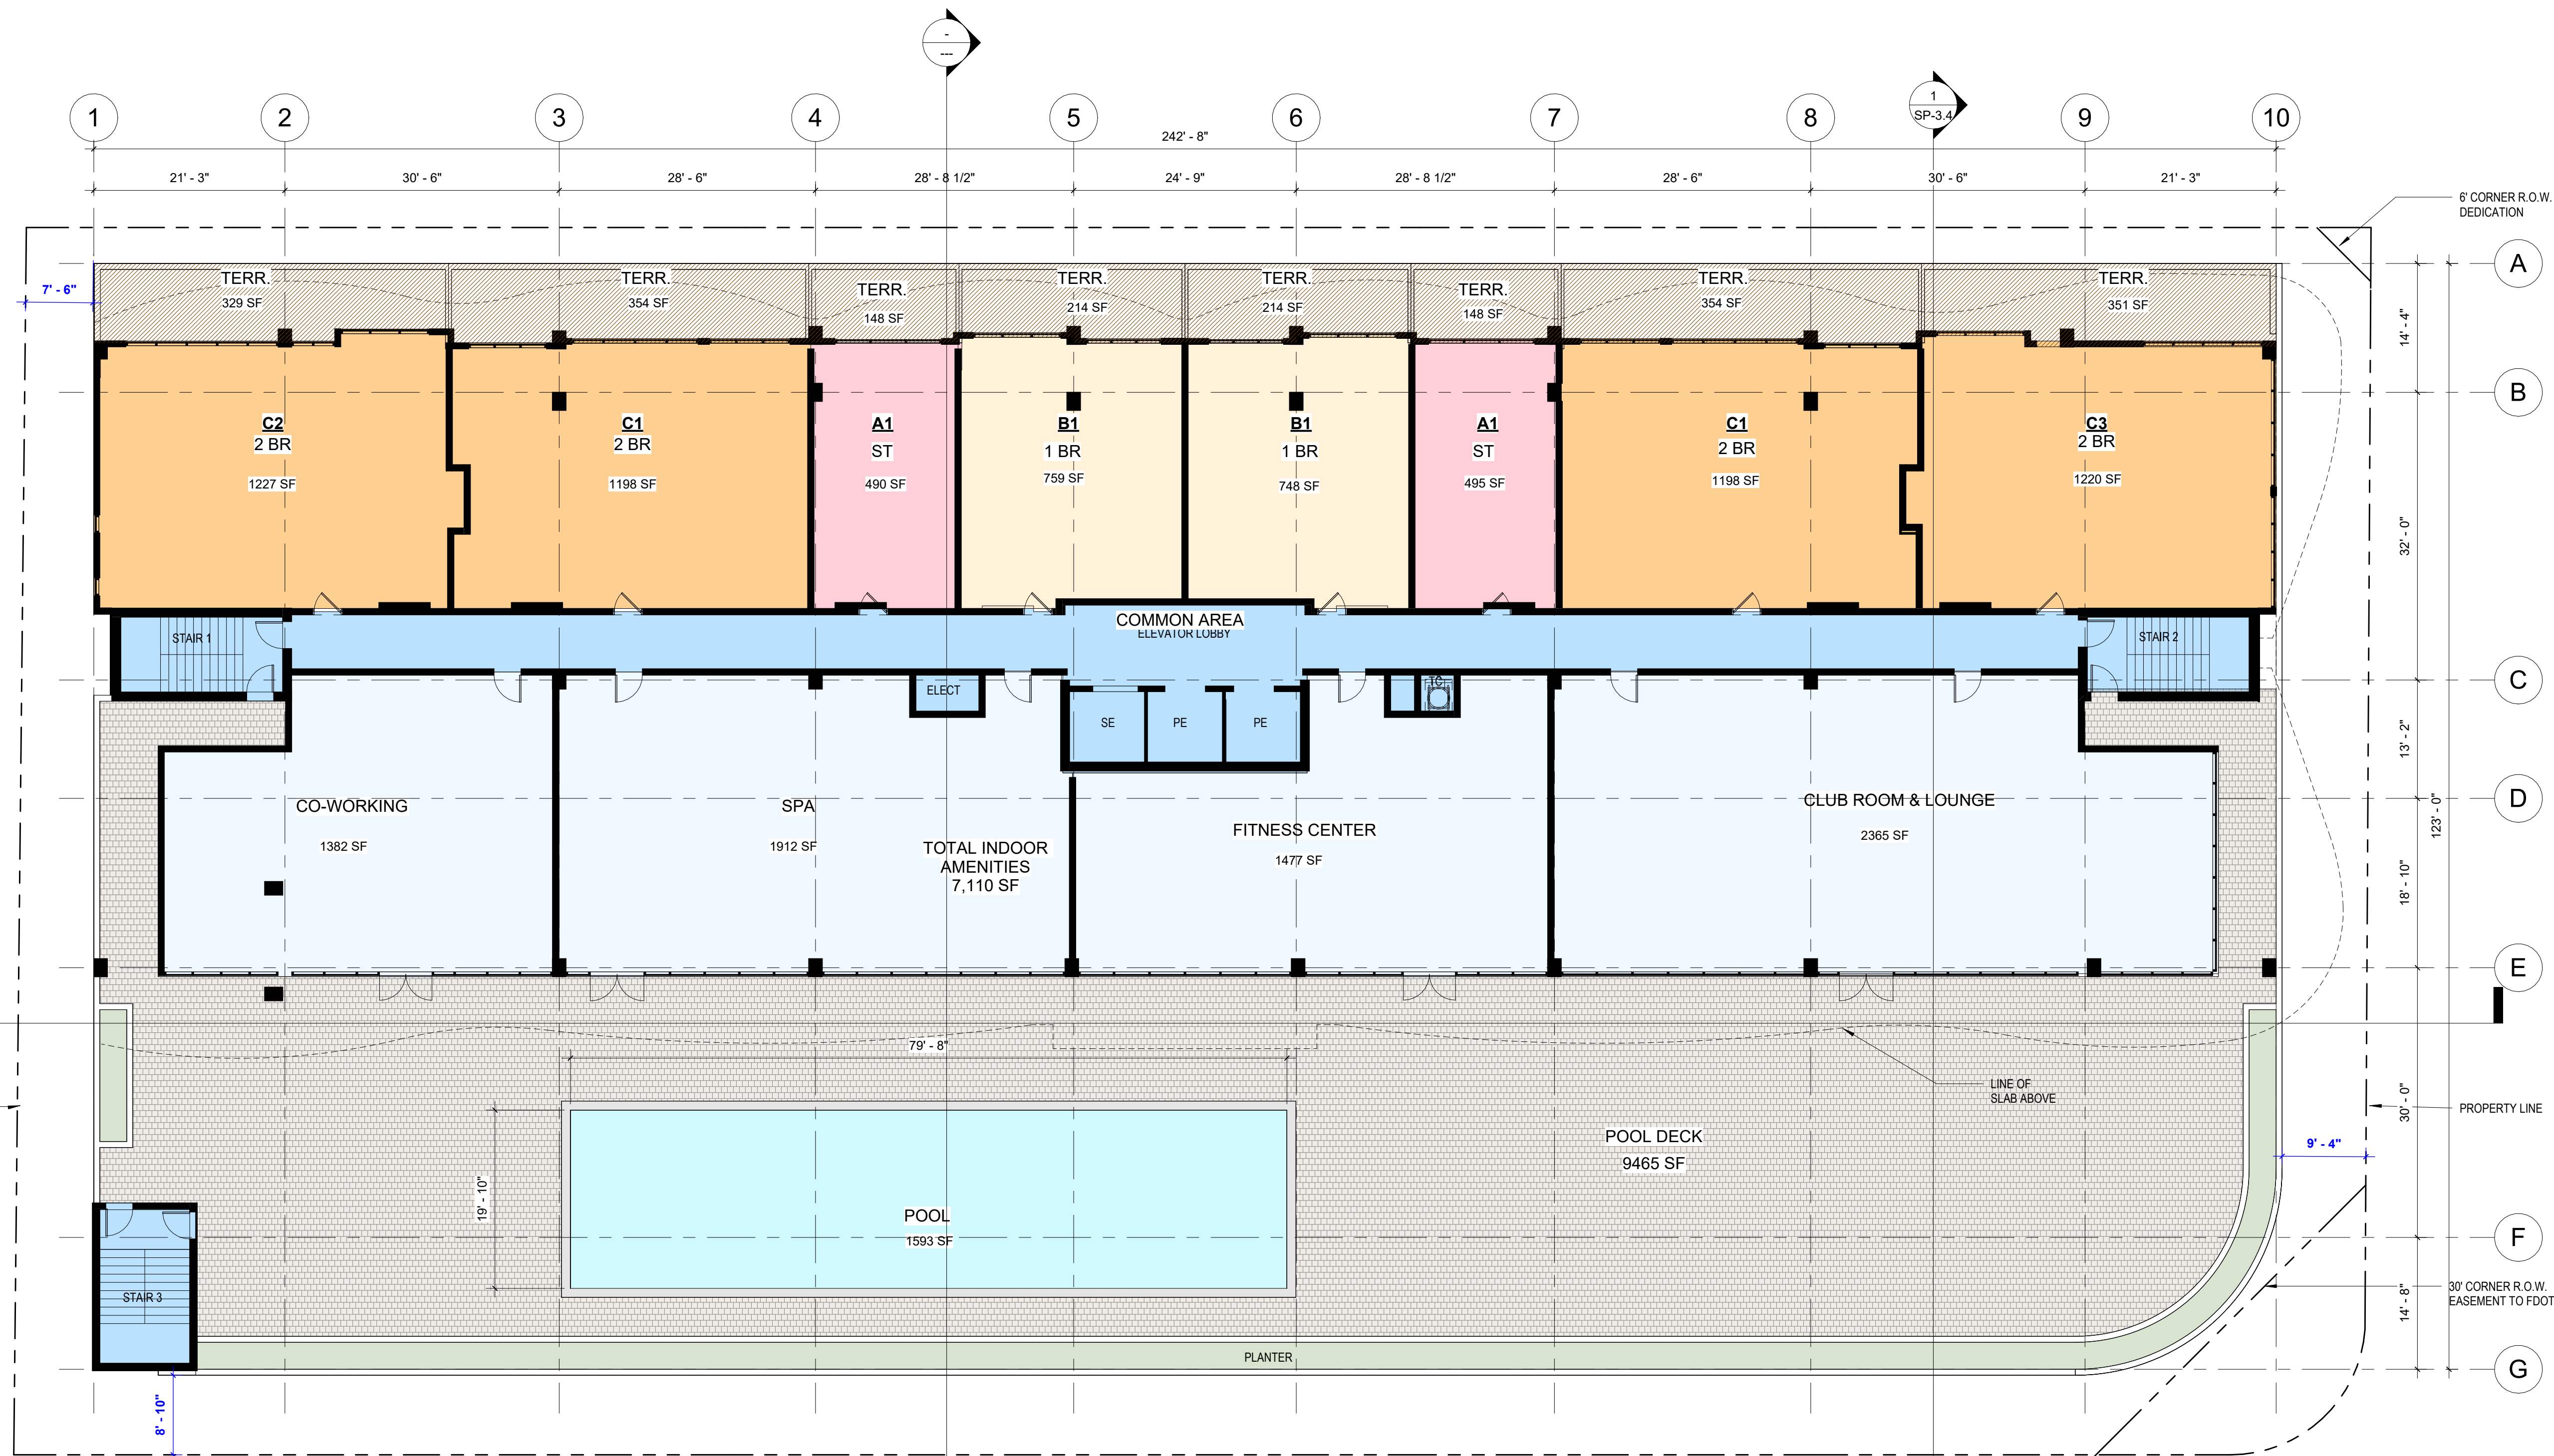 -
---
1
SP-3.4
1
2
3
4
5
6
7
8
9
10
242' - 8"
21' - 3"
30' - 6"
28' - 6"
28' - 8 1/2"
24' - 9"
28' - 8 1/2"
28' - 6"
30' - 6"
21' - 3"
6' CORNER R.O.W.
DEDICATION
A
B
C
D
E
F
G
7' - 6"
TERR.
329 SF
TERR.
354 SF
TERR.
148 SF
TERR.
214 SF
TERR.
214 SF
TERR.
148 SF
TERR.
354 SF
TERR.
351 SF
14' - 4"
32' - 0"
13' - 2"
18' - 10"
123' - 0"
30' - 0"
14' - 8"
C2
2 BR
1227 SF
C1
2 BR
1198 SF
A1
ST
490 SF
B1
1 BR
759 SF
B1
1 BR
748 SF
A1
ST
495 SF
C1
2 BR
1198 SF
C3
2 BR
1220 SF
STAIR 1
COMMON AREA
ELEVATOR LOBBY
STAIR 2
ELECT
SE
PE
PE
TC
CO-WORKING
1382 SF
SPA
1912 SF
TOTAL INDOOR
AMENITIES
7,110 SF
FITNESS CENTER
1477 SF
CLUB ROOM & LOUNGE
2365 SF
79' - 8"
19' - 10"
LINE OF
SLAB ABOVE
POOL DECK
9465 SF
POOL
1593 SF
PROPERTY LINE
9' - 4"
30' CORNER R.O.W.
EASEMENT TO FDOT
STAIR 3
PLANTER
8' - 10"